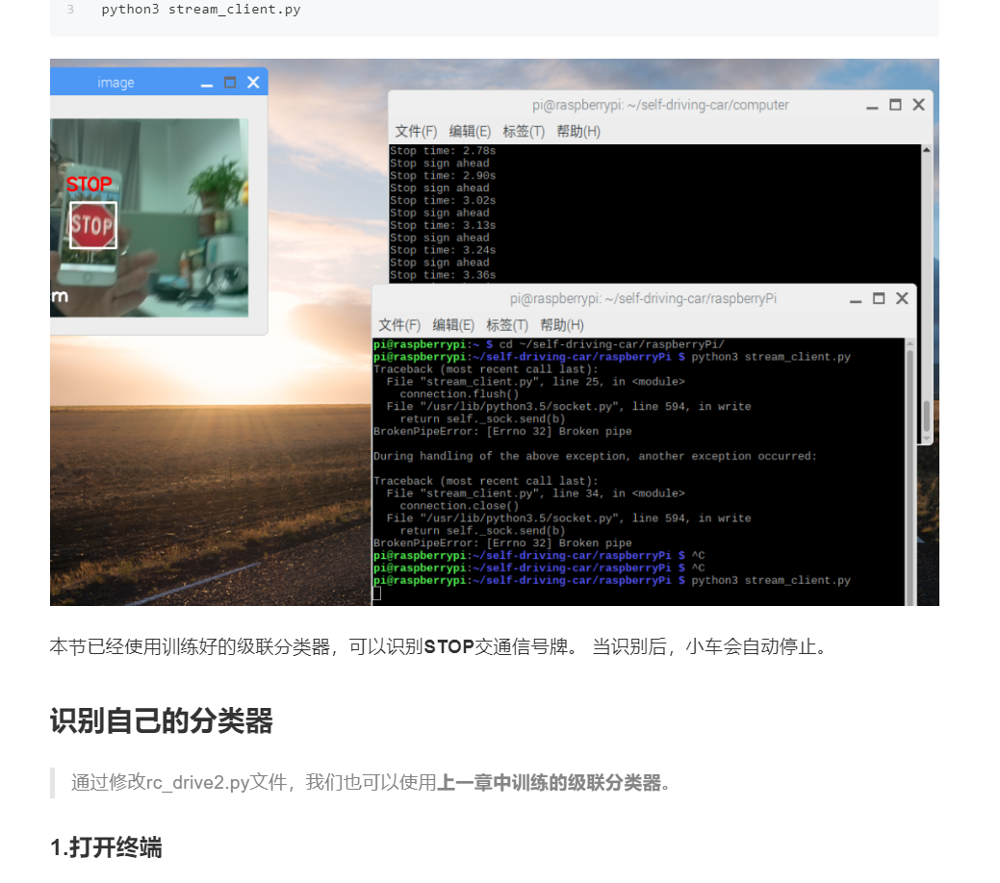 3 python3 stream_client.py
image
STOP
STOP
m
pi@raspberrypi: ~/self-driving-car/computer
文件(F) 编辑(E) 标签(T) 帮助(H)
Stop time: 2.78s
Stop sign ahead
Stop time: 2.90s
Stop sign ahead
Stop time: 3.02s
Stop sign ahead
Stop time: 3.13s
Stop sign ahead
Stop time: 3.24s
Stop sign ahead
Stop time: 3.36s
pi@raspberrypi: ~/self-driving-car/raspberryPi
文件(F) 编辑(E) 标签(T) 帮助(H)
pi@raspberrypi:~ $ cd ~/self-driving-car/raspberryPi/
pi@raspberrypi:~/self-driving-car/raspberryPi $ python3 stream_client.py
Traceback (most recent call last):
File "stream_client.py", line 25, in <module>
connection.flush()
File "/usr/lib/python3.5/socket.py", line 594, in write
return self._sock.send(b)
BrokenPipeError: [Errno 32] Broken pipe
During handling of the above exception, another exception occurred:
Traceback (most recent call last):
File "stream_client.py", line 34, in <module>
connection.close()
File "/usr/lib/python3.5/socket.py", line 594, in write
return self._sock.send(b)
BrokenPipeError: [Errno 32] Broken pipe
pi@raspberrypi:~/self-driving-car/raspberryPi $ ^C
pi@raspberrypi:~/self-driving-car/raspberryPi $ ^C
pi@raspberrypi:~/self-driving-car/raspberryPi $ python3 stream_client.py
本节已经使用训练好的级联分类器，可以识别STOP交通信号牌。 当识别后，小车会自动停止。
识别自己的分类器
通过修改rc_drive2.py文件，我们也可以使用上一章中训练的级联分类器。
1.打开终端